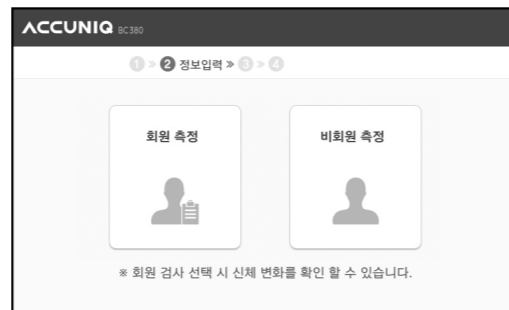 ACCUNIQ BC380
1 » 2 정보입력 » 3 » 4
회원 측정 비회원 측정
※ 회원 검사 선택 시 신체 변화를 확인 할 수 있습니다.